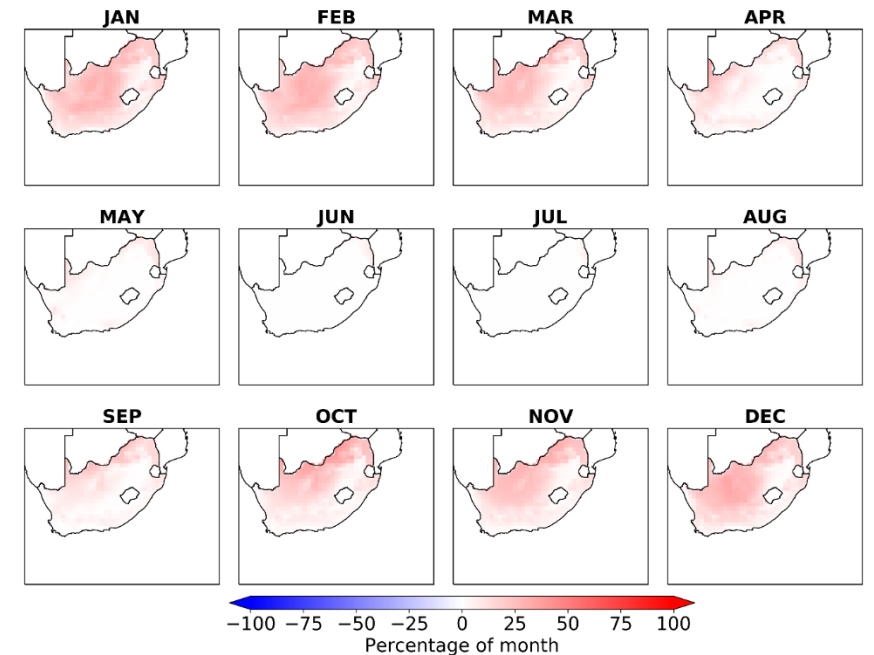 JAN FEB MAR APR
MAY JUN JUL AUG
SEP OCT NOV DEC
−100 −75 −50 −25 0 25 50 75 100
Percentage of month